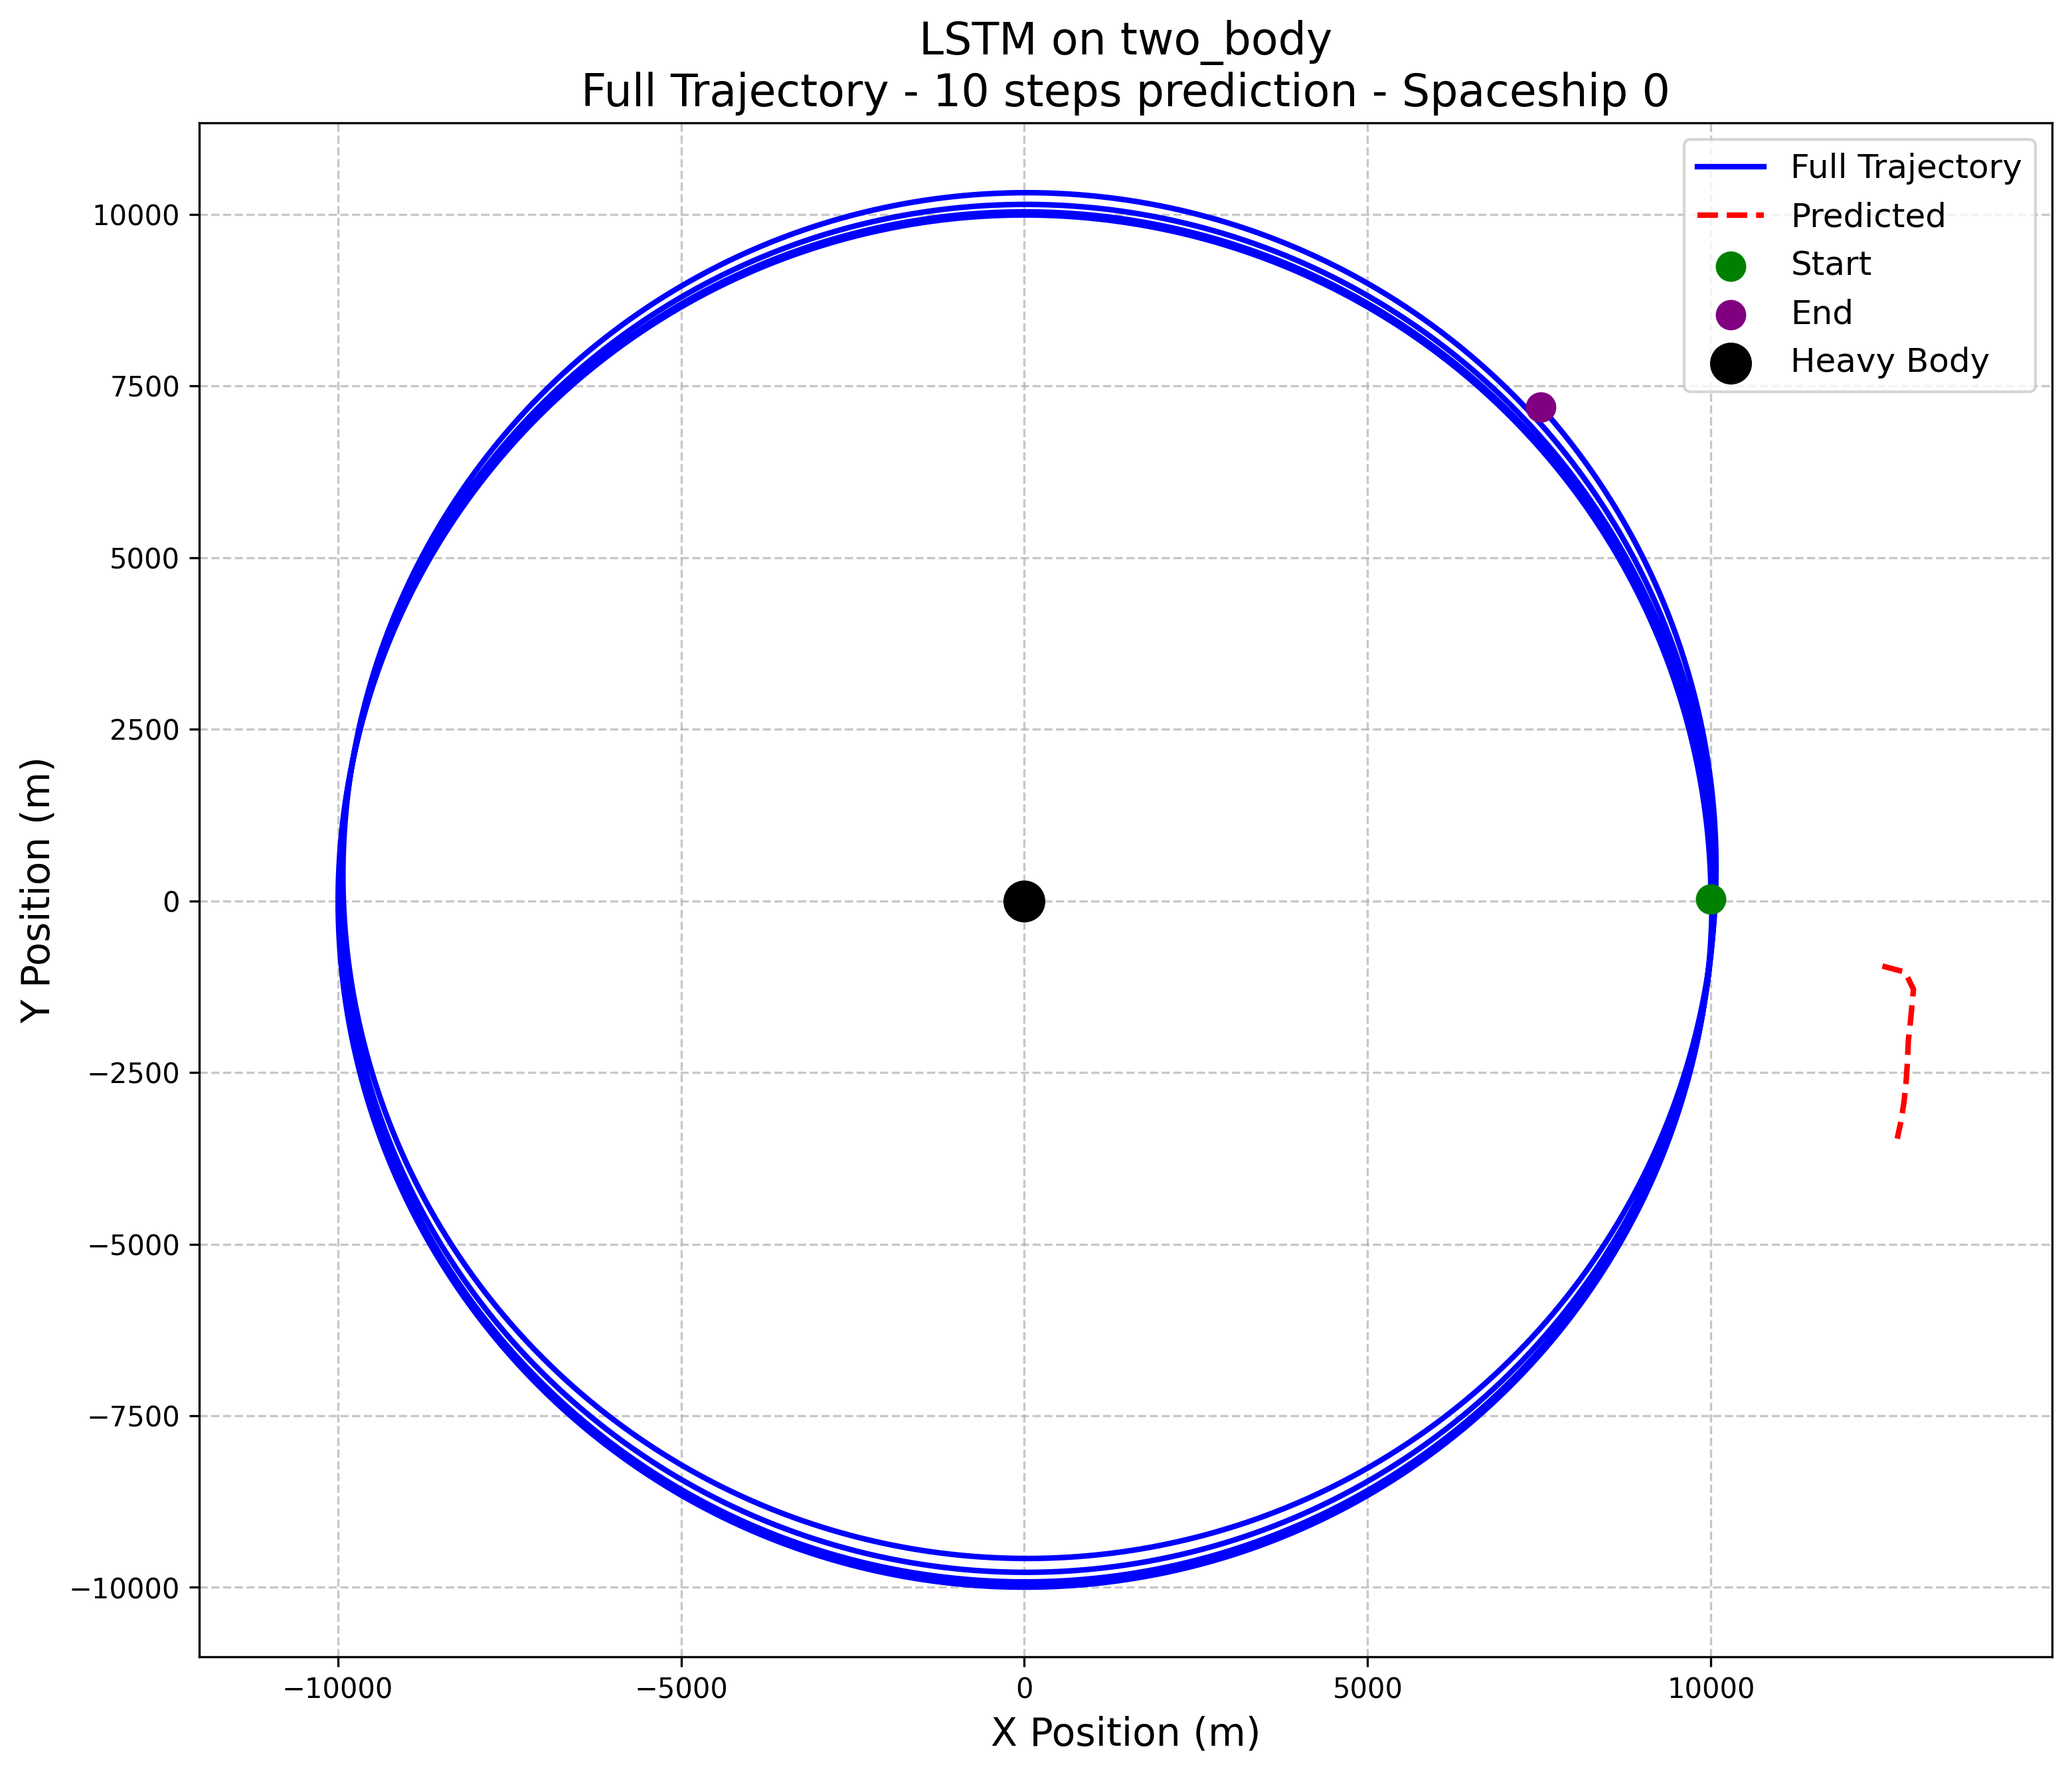 LSTM on two_body
Full Trajectory - 10 steps prediction - Spaceship 0
Full Trajectory
Predicted
Start
End
Heavy Body
Y Position (m)
10000
7500
5000
2500
0
−2500
−5000
−7500
−10000
−10000
−5000
0
5000
10000
X Position (m)